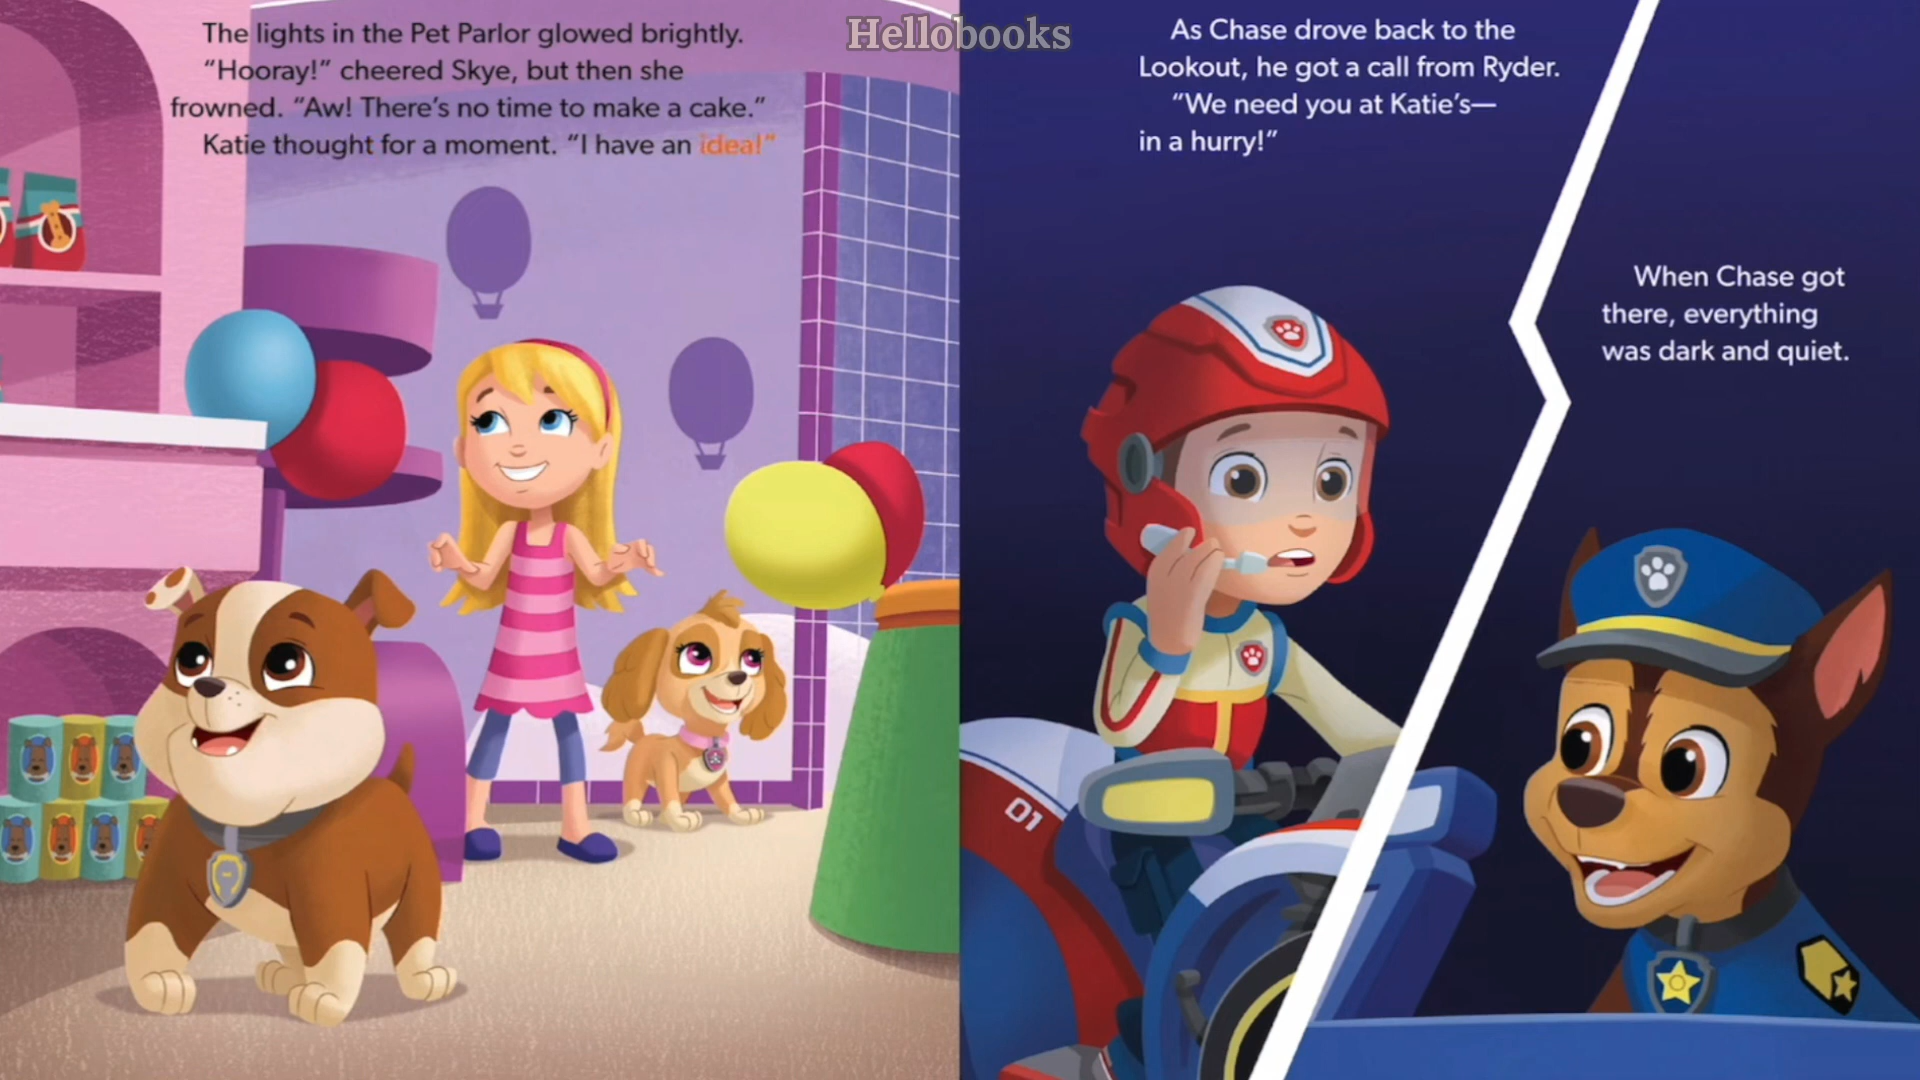 The lights in the Pet Parlor glowed brightly.
“Hooray!” cheered Skye, but then she
frowned. “Aw! There’s no time to make a cake.”
Katie thought for a moment. “I have an idea!”
Hellobooks
As Chase drove back to the
Lookout, he got a call from Ryder.
“We need you at Katie’s—
in a hurry!”
When Chase got
there, everything
was dark and quiet.
01